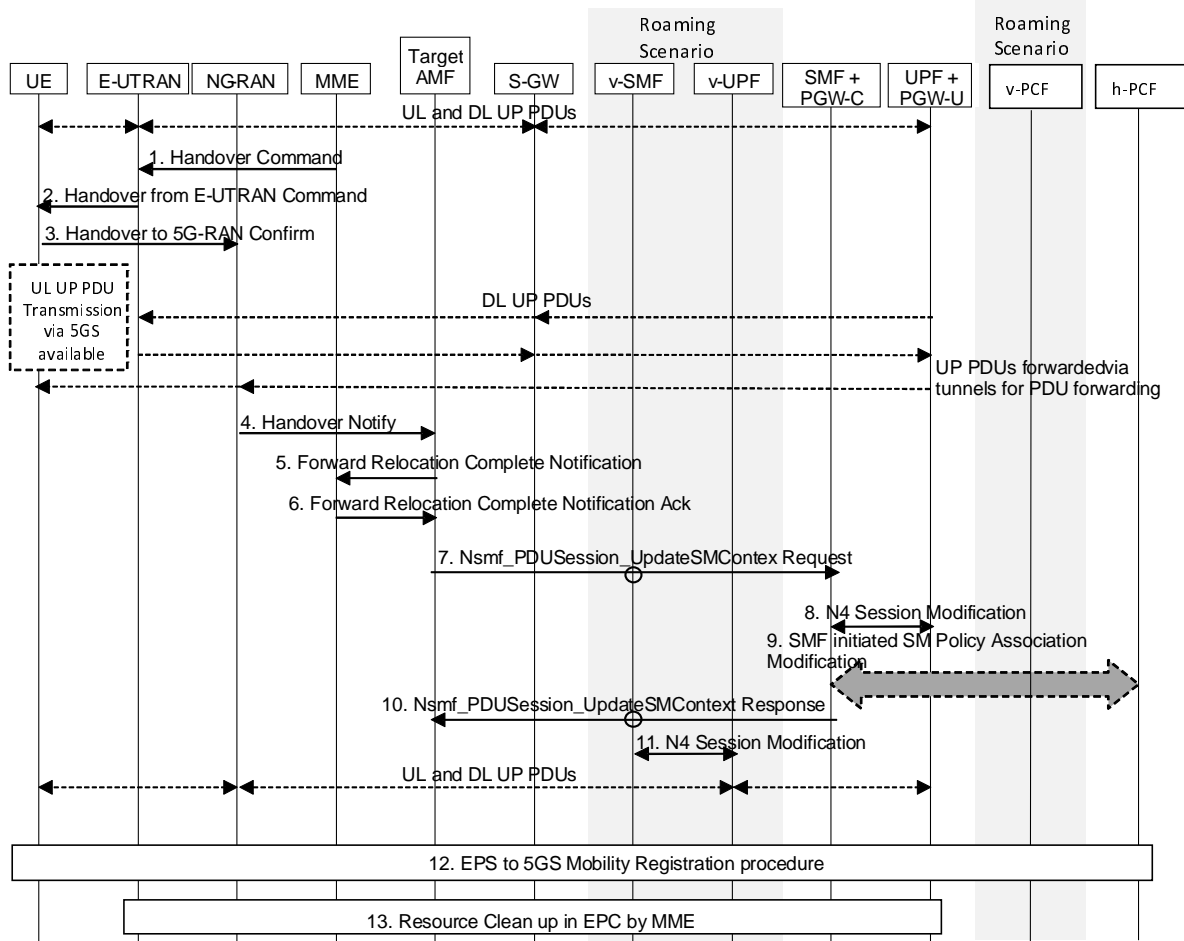 Roaming
Scenario
Roaming
Scenario
UE
E-UTRAN
NG-RAN
MME
Target
AMF
S-GW
v-SMF
v-UPF
SMF +
PGW-C
UPF +
PGW-U
v-PCF
h-PCF
UL and DL UP PDUs
1. Handover Command
2. Handover from E-UTRAN Command
3. Handover to 5G-RAN Confirm
UL UP PDU
Transmission
via 5GS
available
DL UP PDUs
UP PDUs forwardedvia
tunnels for PDU forwarding
4. Handover Notify
5. Forward Relocation Complete Notification
6. Forward Relocation Complete Notification Ack
7. Nsmf_PDUSession_UpdateSMContex Request
8. N4 Session Modification
9. SMF initiated SM Policy Association
Modification
10. Nsmf_PDUSession_UpdateSMContext Response
11. N4 Session Modification
UL and DL UP PDUs
12. EPS to 5GS Mobility Registration procedure
13. Resource Clean up in EPC by MME